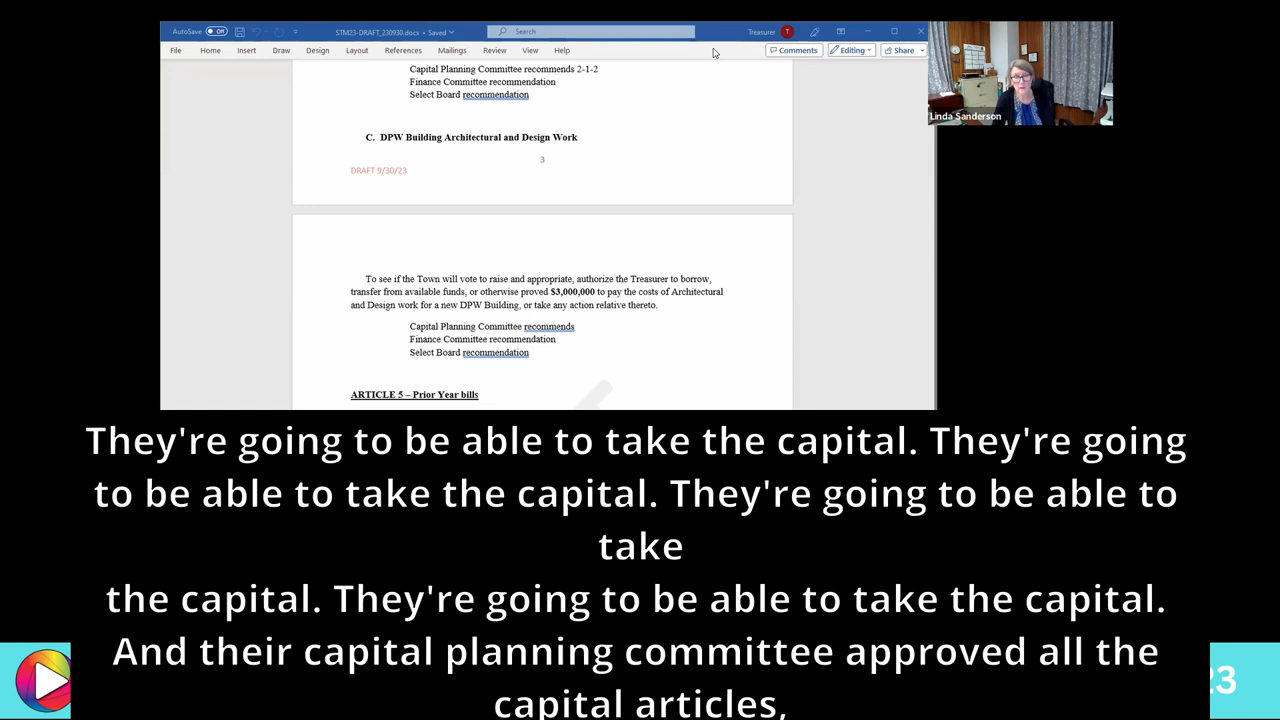 AutoSave Off STM23-DRAFT_230930.docx • Saved Search Treasurer T
File Home Insert Draw Design Layout References Mailings Review View Help Comments Editing Share
Capital Planning Committee recommends 2-1-2
Finance Committee recommendation
Select Board recommendation
Linda Sanderson
C. DPW Building Architectural and Design Work
3
DRAFT 9/30/23
To see if the Town will vote to raise and appropriate, authorize the Treasurer to borrow,
transfer from available funds, or otherwise proved $3,000,000 to pay the costs of Architectural
and Design work for a new DPW Building, or take any action relative thereto.
Capital Planning Committee recommends
Finance Committee recommendation
Select Board recommendation
ARTICLE 5 – Prior Year bills
They're going to be able to take the capital. They're going
to be able to take the capital. They're going to be able to
take
the capital. They're going to be able to take the capital.
And their capital planning committee approved all the
capital articles,
23